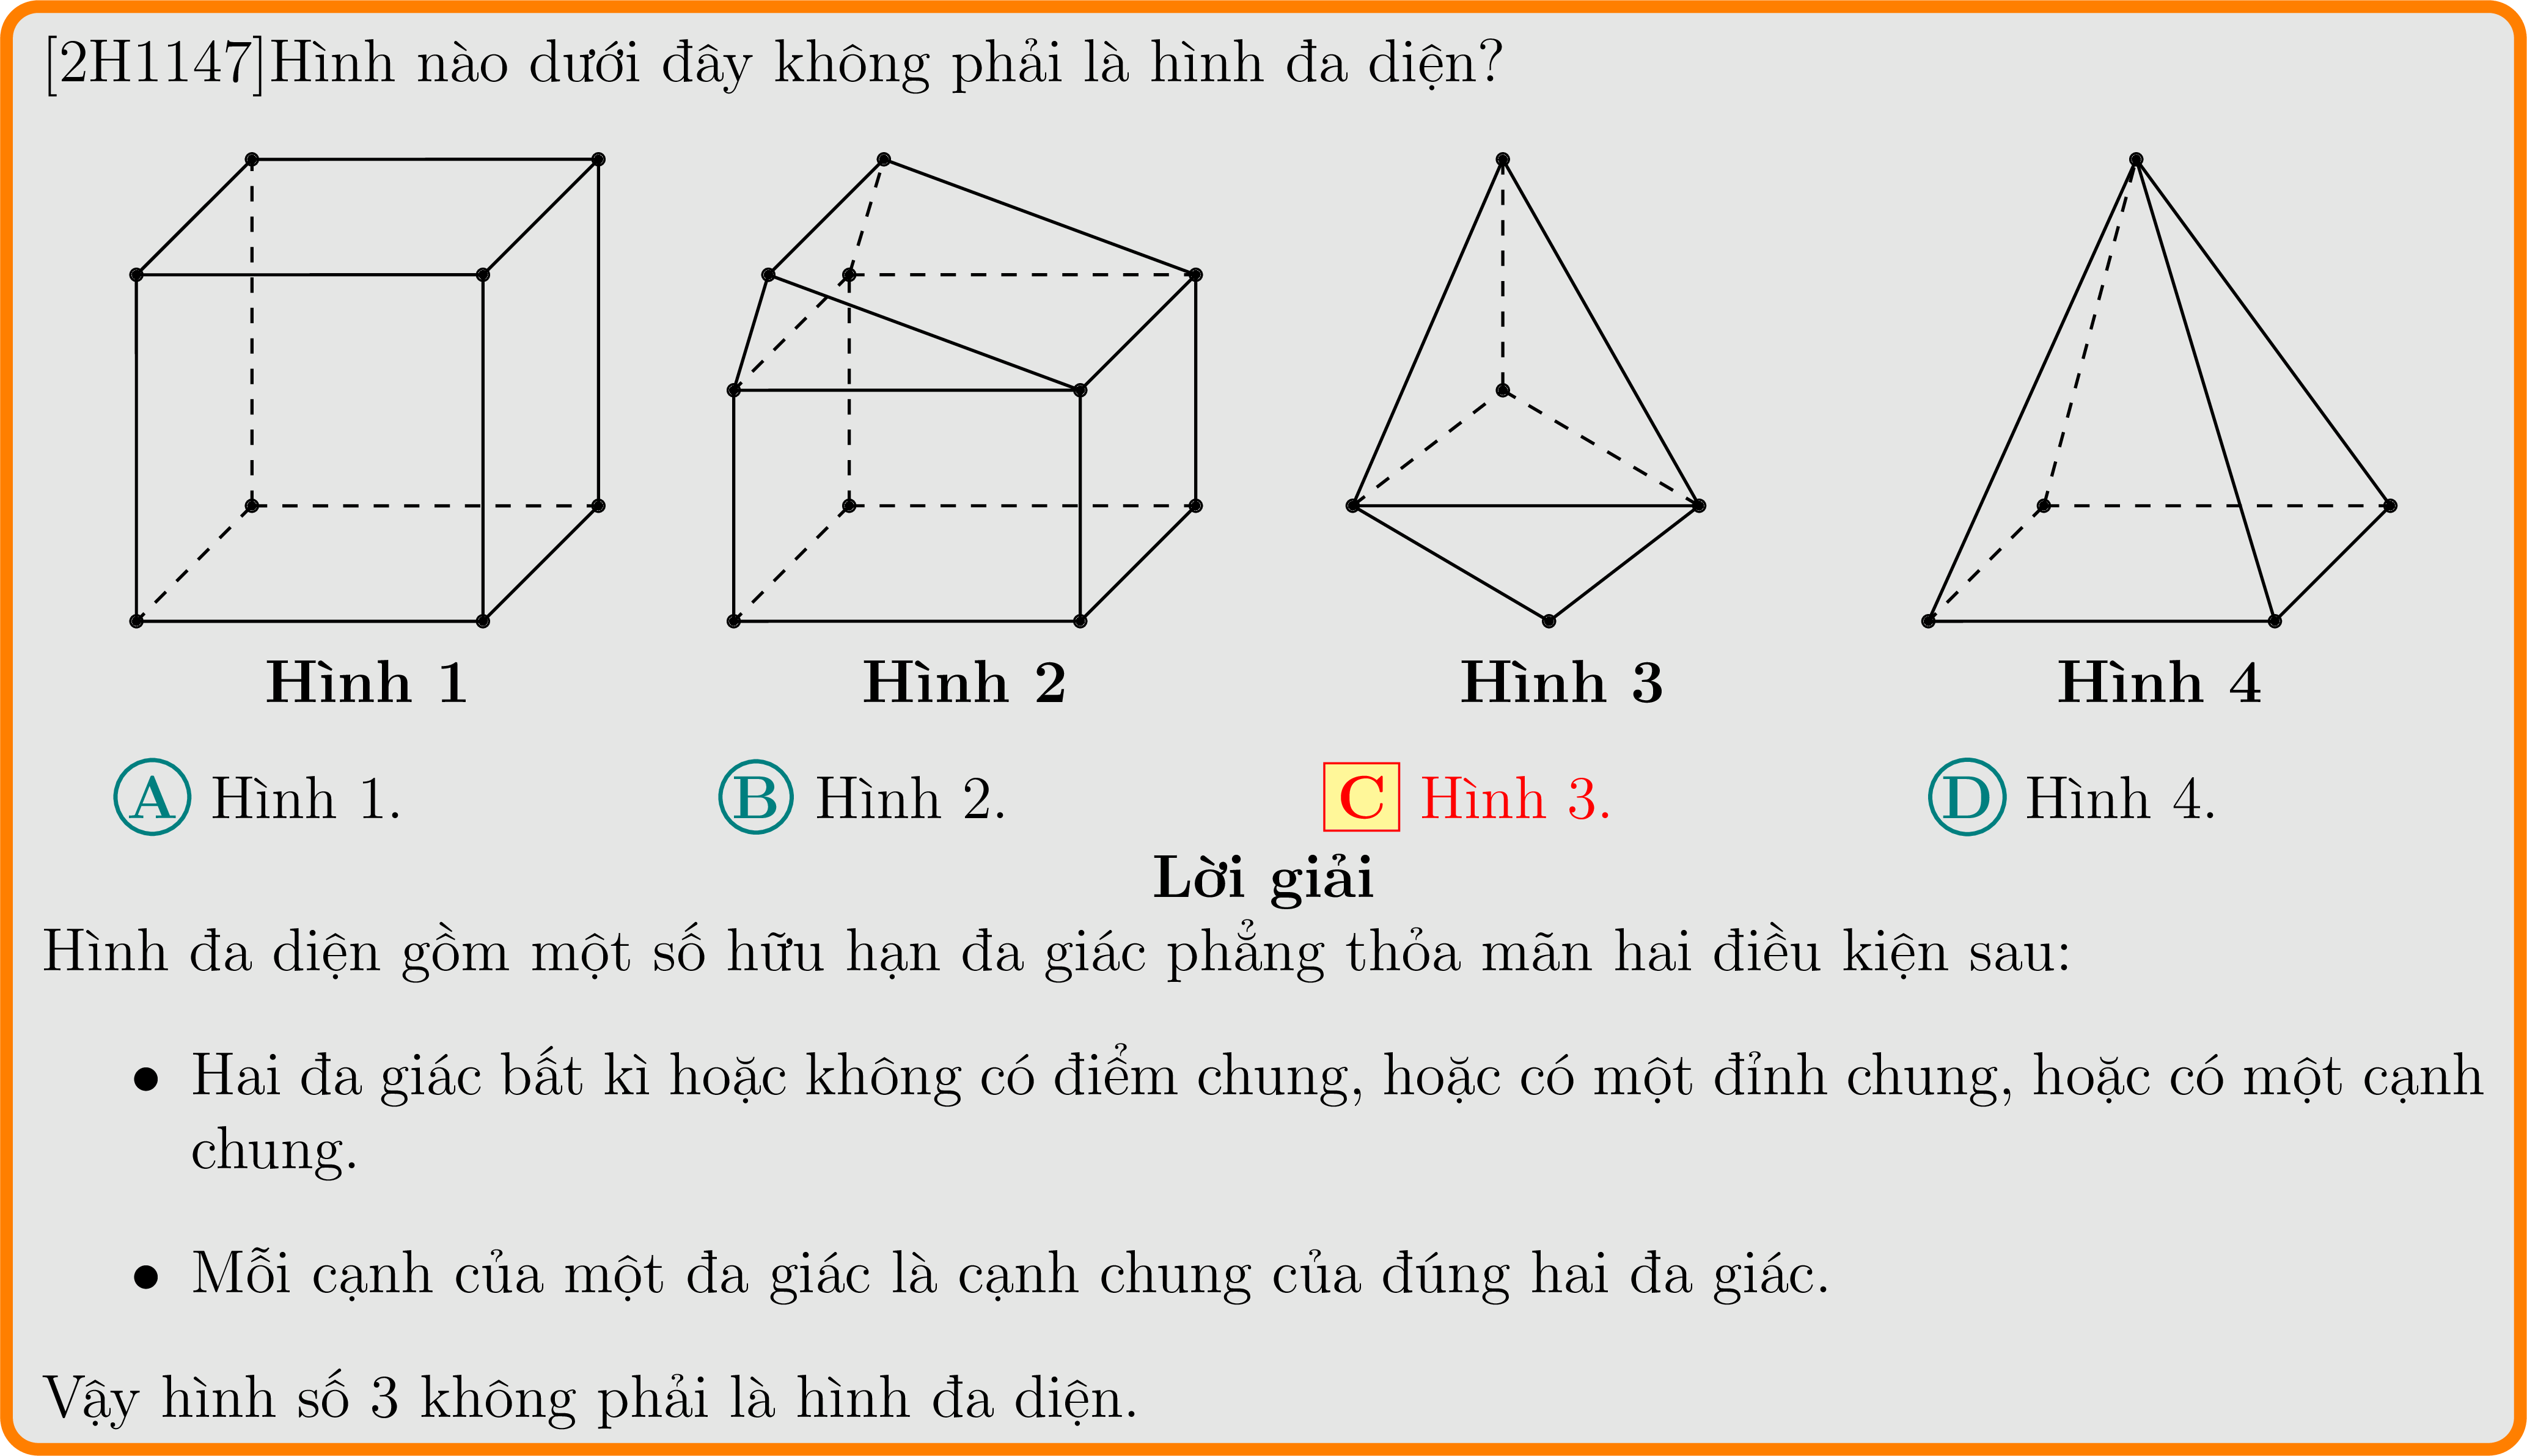 [2H1147]Hình nào dưới đây không phải là hình đa diện?
Hình 1 Hình 2 Hình 3 Hình 4
A Hình 1. B Hình 2. C Hình 3. D Hình 4.
Lời giải
Hình đa diện gồm một số hữu hạn đa giác phẳng thỏa mãn hai điều kiện sau:
• Hai đa giác bất kì hoặc không có điểm chung, hoặc có một đỉnh chung, hoặc có một cạnh
chung.
• Mỗi cạnh của một đa giác là cạnh chung của đúng hai đa giác.
Vậy hình số 3 không phải là hình đa diện.